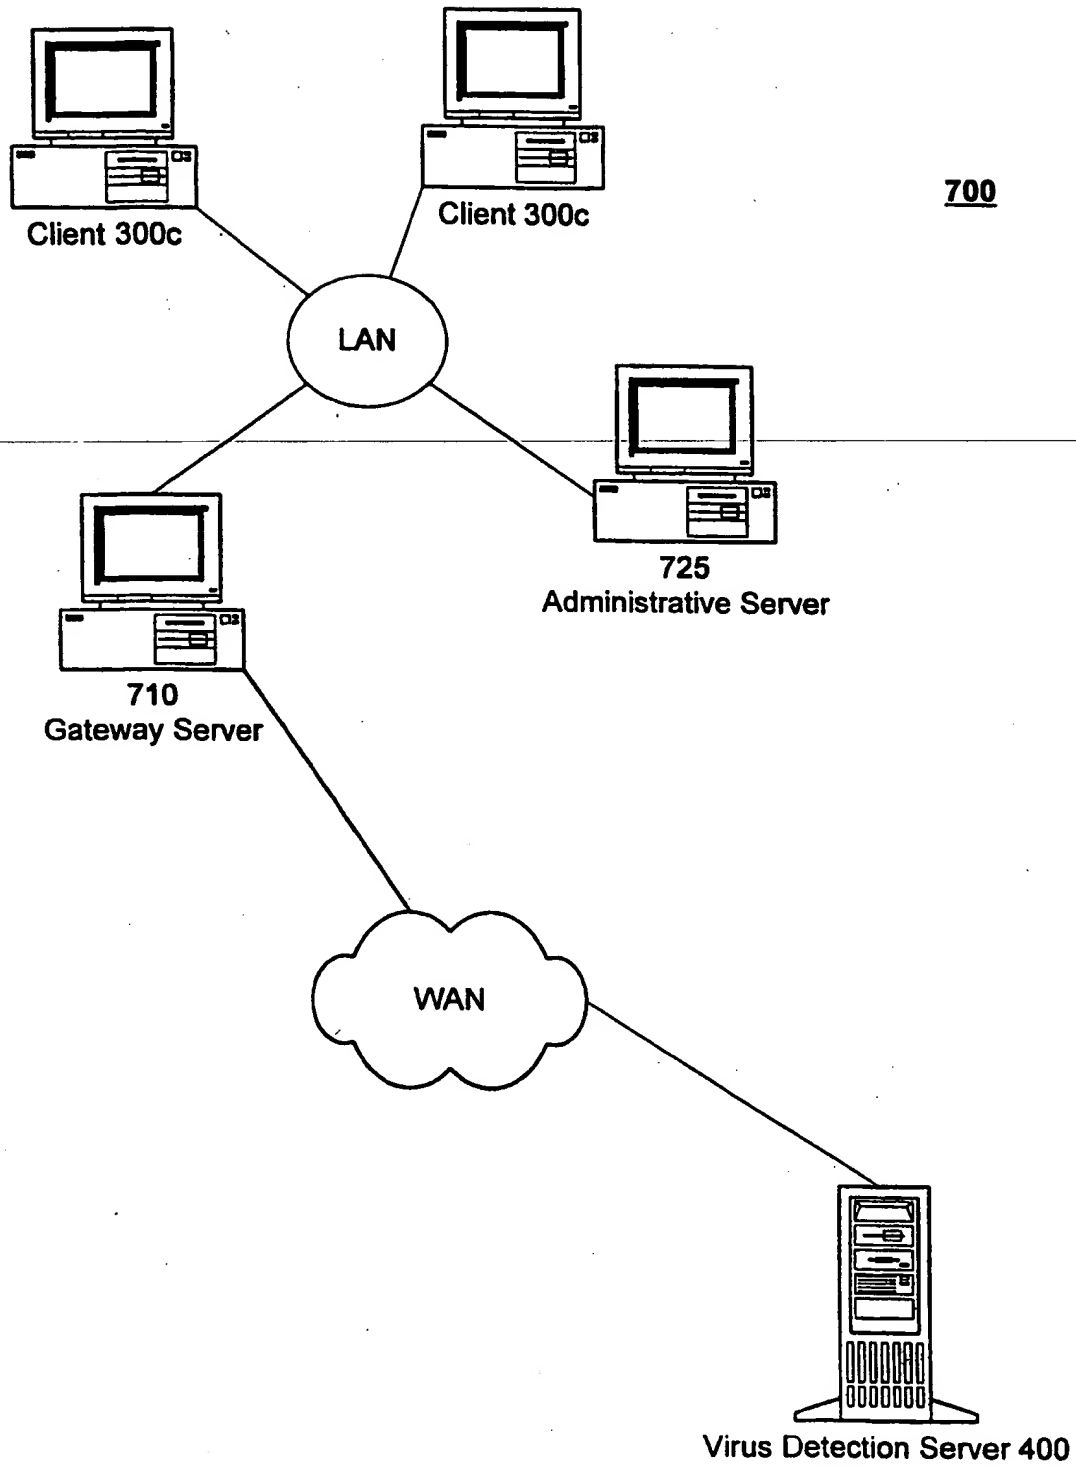 Client 300c
Client 300c
700
LAN
725
Administrative Server
710
Gateway Server
WAN
Virus Detection Server 400